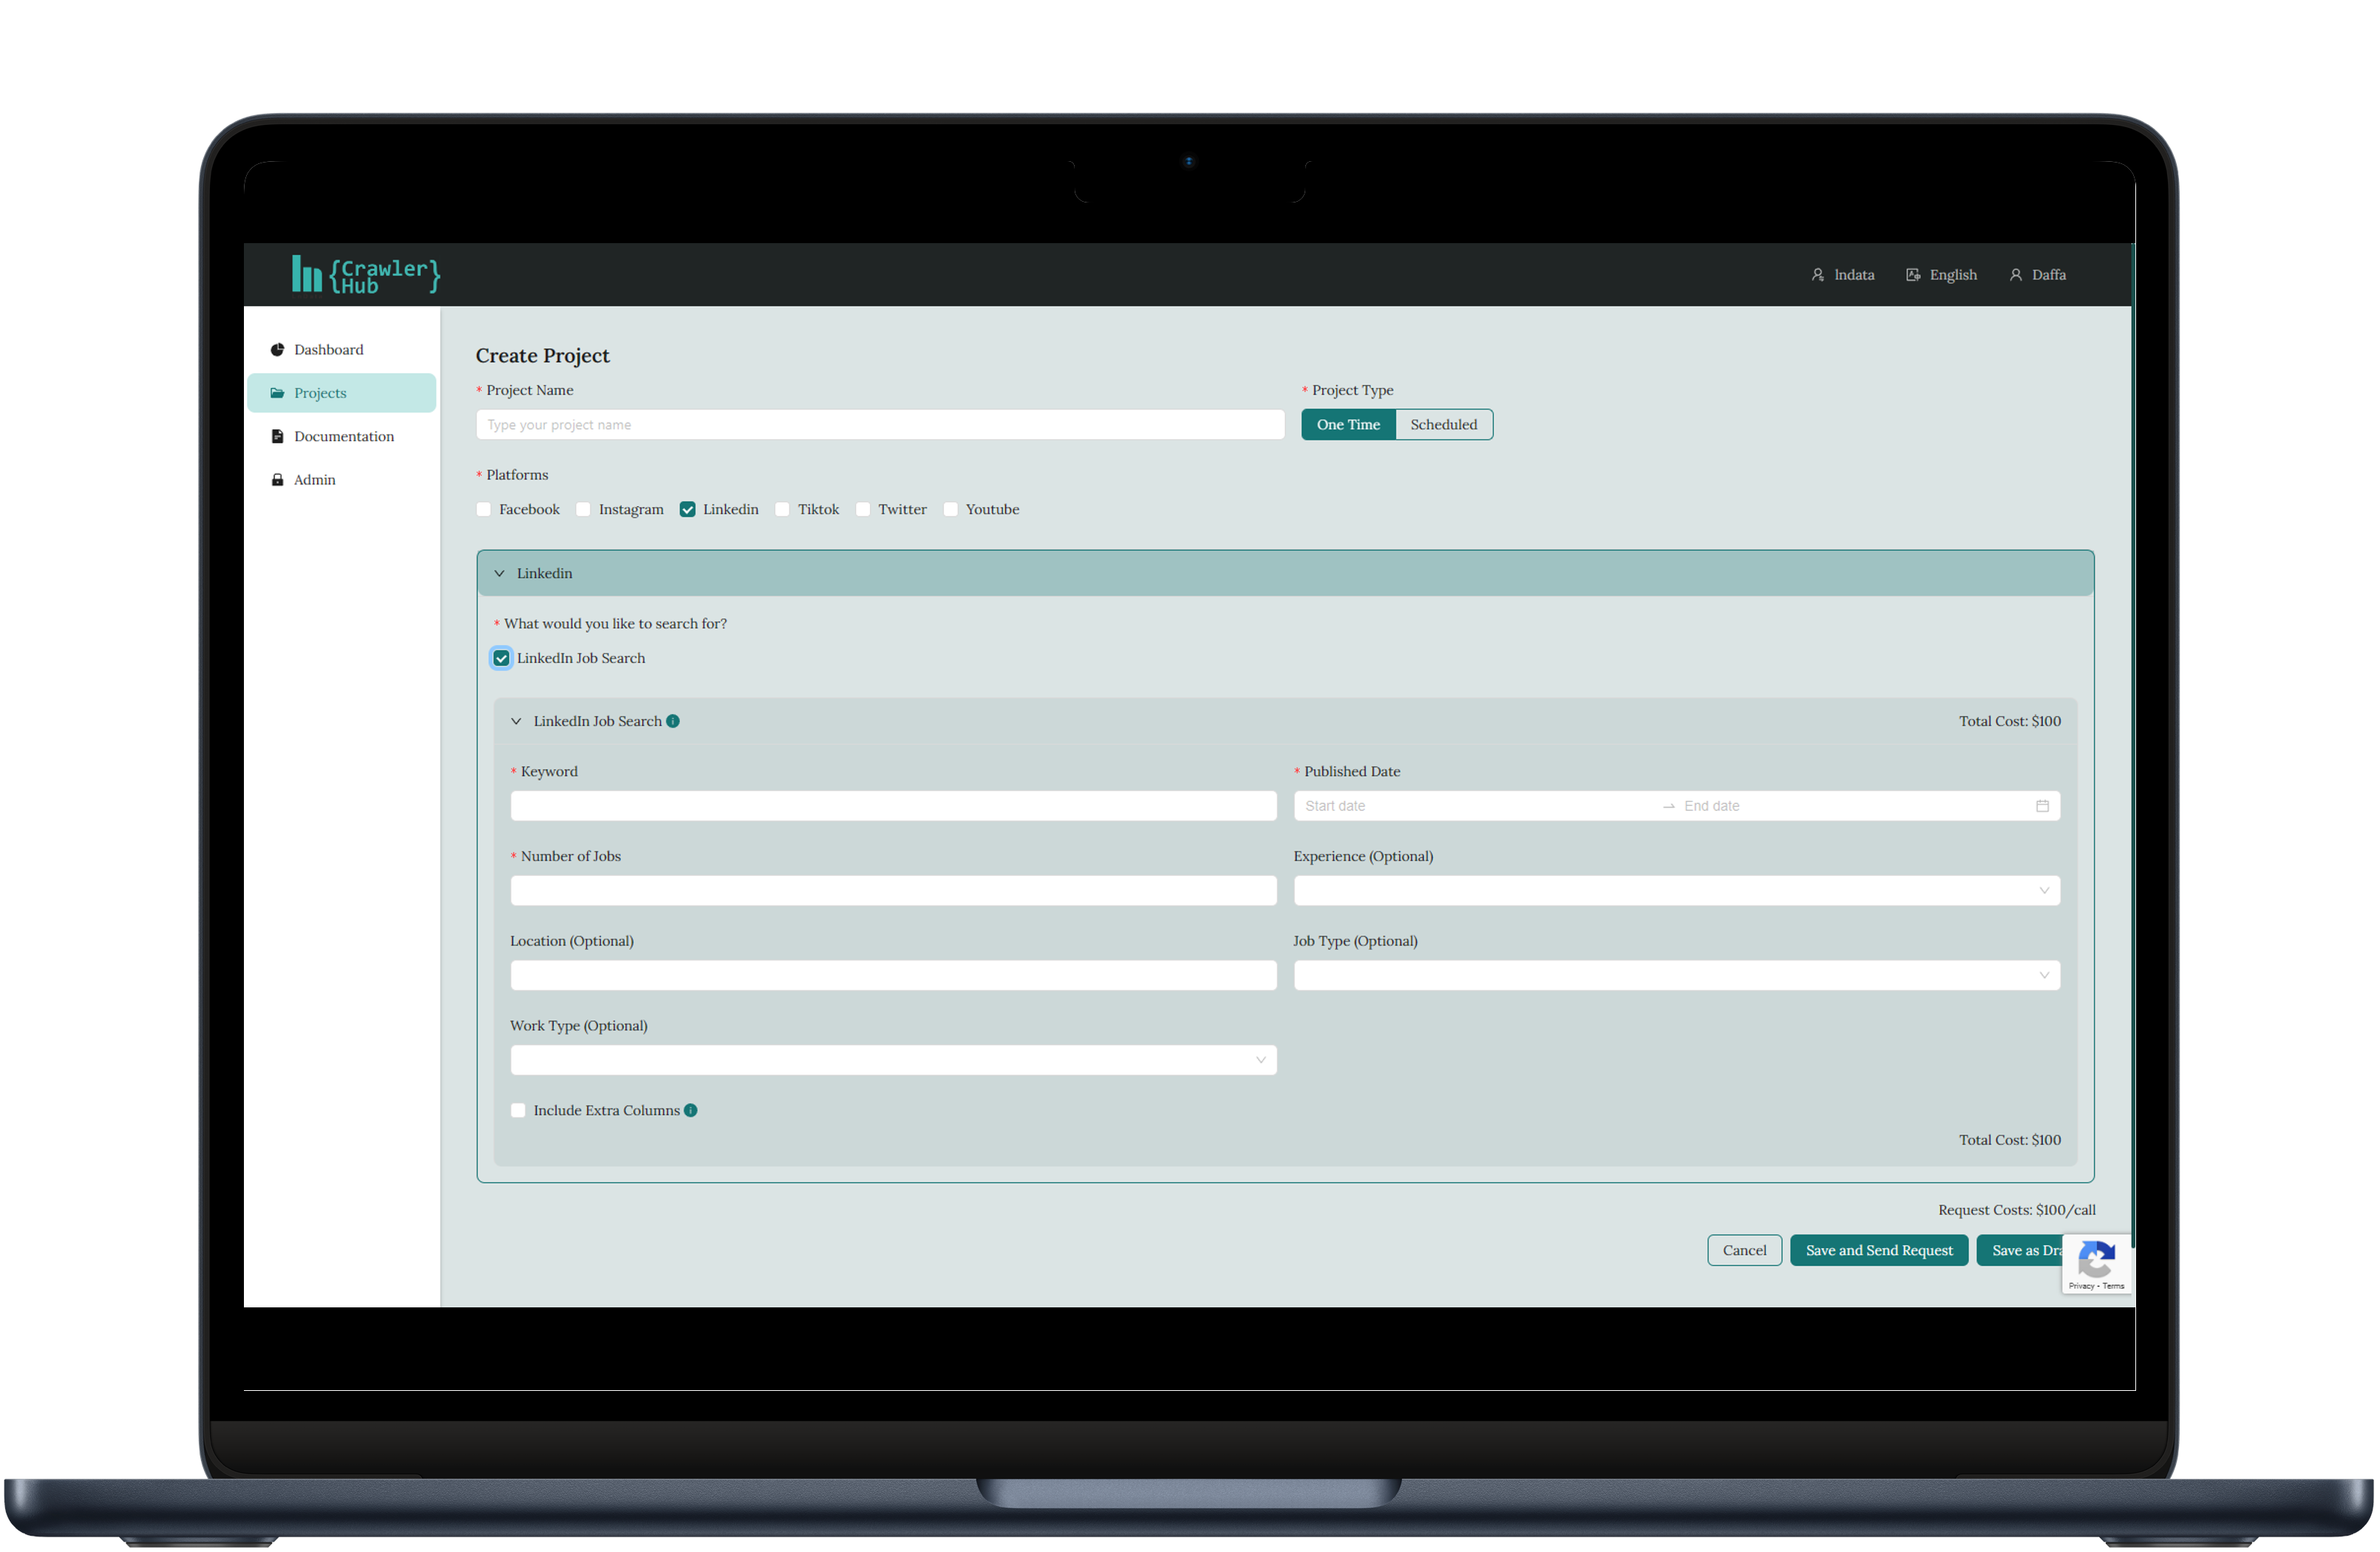 {Crawler Hub}
Indata English Daffa
Dashboard
Projects
Documentation
Admin
Create Project
* Project Name
Type your project name
* Project Type
One Time Scheduled
* Platforms
Facebook Instagram Linkedin Tiktok Twitter Youtube
Linkedin
* What would you like to search for?
LinkedIn Job Search
LinkedIn Job Search Total Cost: $100
* Keyword
* Published Date
Start date End date
* Number of Jobs
Experience (Optional)
Location (Optional)
Job Type (Optional)
Work Type (Optional)
Include Extra Columns
Total Cost: $100
Request Costs: $100/call
Cancel Save and Send Request Save as
Privacy - Terms